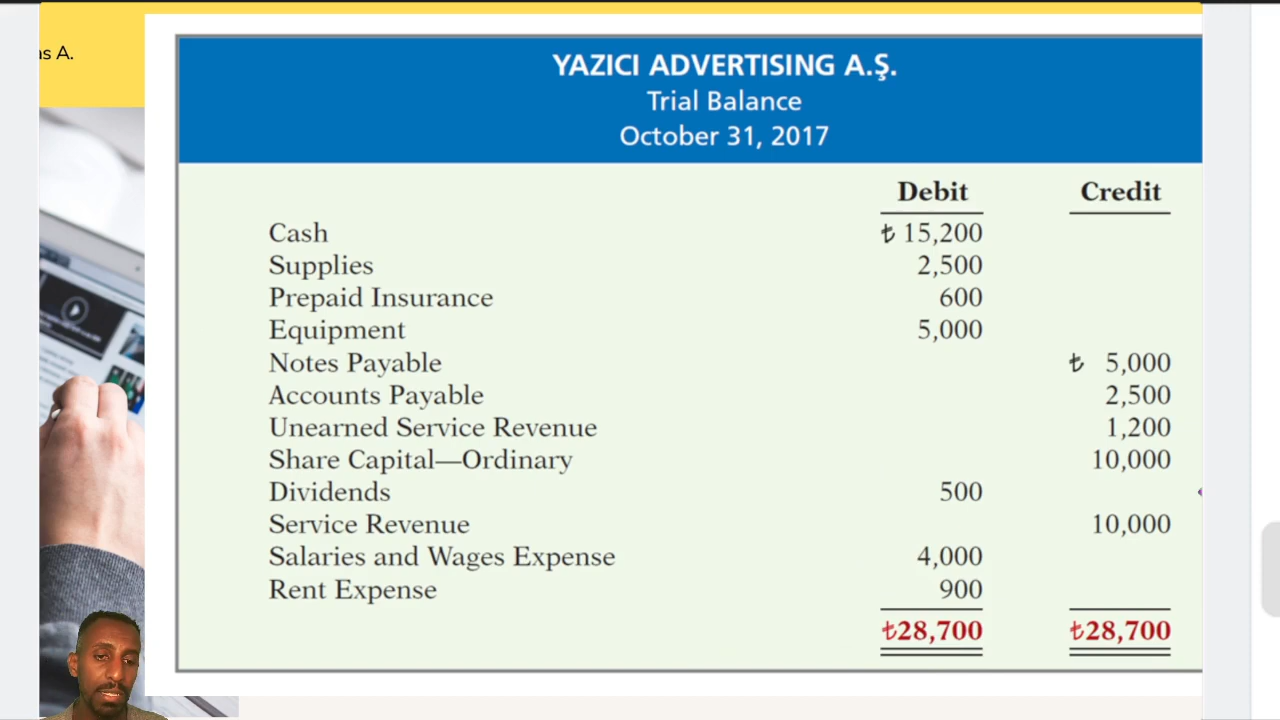 as A.
YAZICI ADVERTISING A.Ş.
Trial Balance
October 31, 2017
Debit Credit
Cash ₺ 15,200
Supplies 2,500
Prepaid Insurance 600
Equipment 5,000
Notes Payable ₺ 5,000
Accounts Payable 2,500
Unearned Service Revenue 1,200
Share Capital—Ordinary 10,000
Dividends 500
Service Revenue 10,000
Salaries and Wages Expense 4,000
Rent Expense 900
₺28,700 ₺28,700